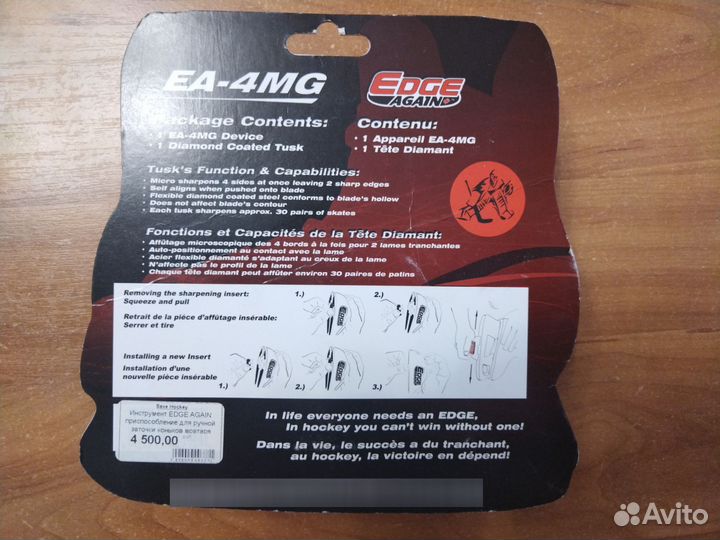 EA-4MG
EDGE AGAIN
Package Contents:
• 1 EA-4MG Device
• 1 Diamond Coated Tusk
Contenu:
• 1 Appareil EA-4MG
• 1 Tête Diamant
Tusk's Function & Capabilities:
• Micro sharpens 4 sides at once leaving 2 sharp edges
• Self aligns when pushed onto blade
• Flexible diamond coated steel conforms to blade's hollow
• Does not affect blade's contour
• Each tusk sharpens approx. 30 pairs of skates
Fonctions et Capacités de la Tête Diamant:
• Affûtage microscopique des 4 bords à la fois pour 2 lames tranchantes
• Auto-positionnement au contact avec la lame
• Acier flexible diamanté s'adaptant au creux de la lame
• N'affecte pas le profil de la lame
• Chaque tête diamant peut affûter environ 30 paires de patins
Removing the sharpening insert:
Squeeze and pull
Retrait de la pièce d'affûtage insérable:
Serrer et tire
1.)
2.)
EDGE
Installing a new Insert
Installation d'une
nouvelle pièce insérable
1.)
2.)
3.)
EDGE
EDGE
Save Hockey
Инструмент EDGE AGAIN
приспособление для ручной
заточки коньков вратаря
4 500,00
In life everyone needs an EDGE,
In hockey you can't win without one!
Dans la vie, le succès a du tranchant,
au hockey, la victoire en dépend!
Avito